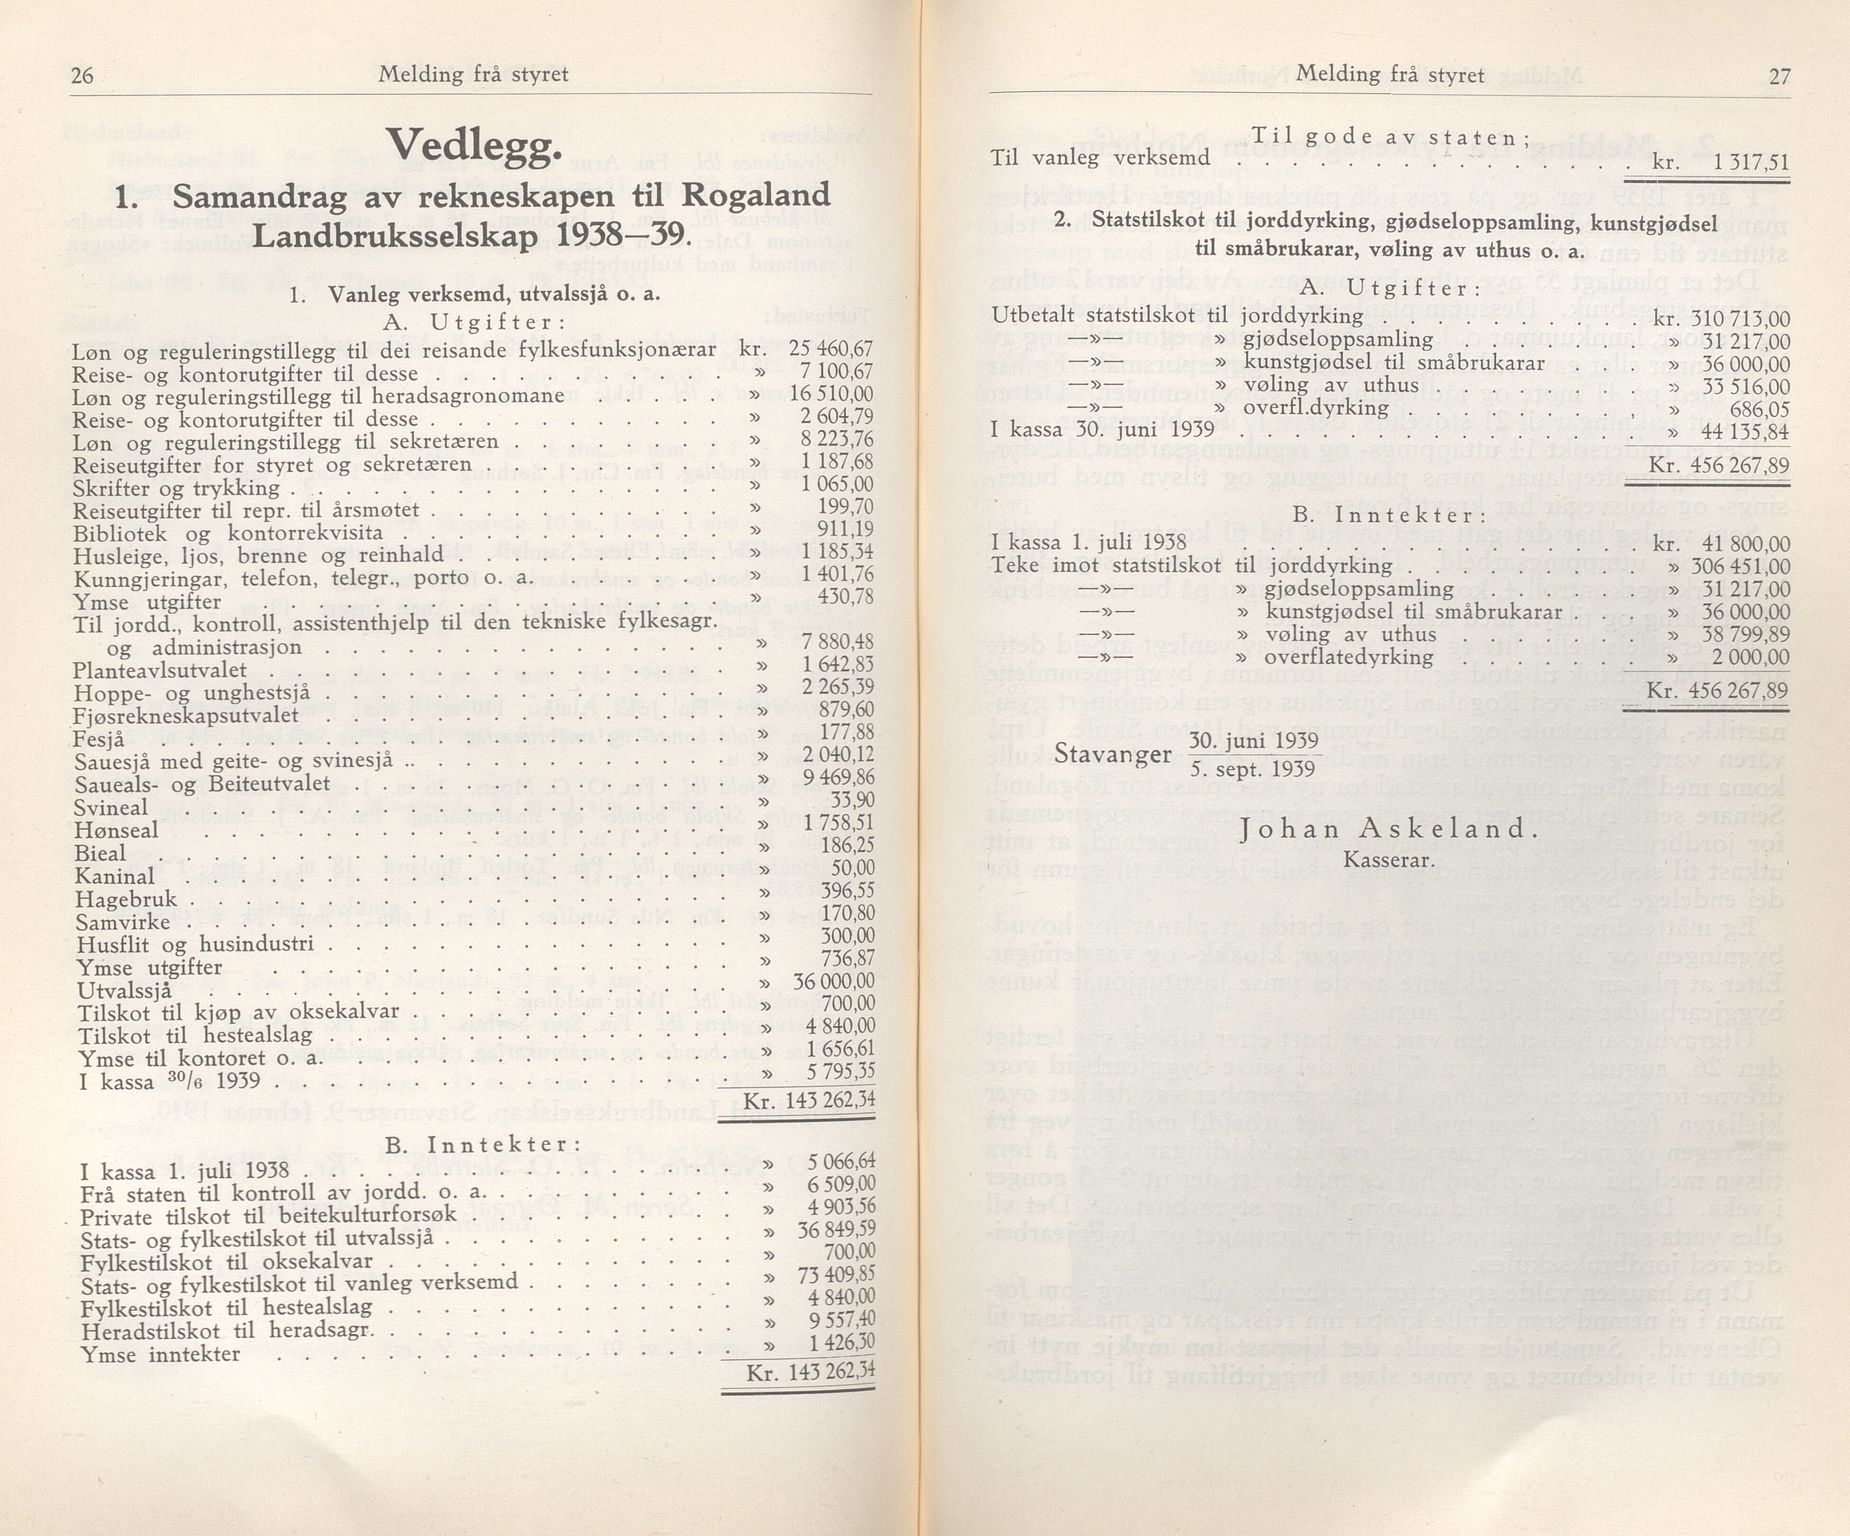 26 Melding frå styret
Vedlegg.
1. Samandrag av rekneskapen til Rogaland
Landbruksselskap 1938—39.
1. Vanleg verksemd, utvalssjå o. a.
A. Utgifter:
Løn og reguleringstillegg til dei reisande fylkesfunksjonærar kr. 25 460,67
Reise- og kontorutgifter til desse . . . . . . . . . . . » 7 100,67
Løn og reguleringstillegg til heradsagronomane . . . . » 16 510,00
Reise- og kontorutgifter til desse . . . . . . . . . . . » 2 604,79
Løn og reguleringstillegg til sekretæren . . . . . . . . » 8 223,76
Reiseutgifter for styret og sekretæren . . . . . . . . . » 1 187,68
Skrifter og trykking . . . . . . . . . . . . . . . . » 1 065,00
Reiseutgifter til repr. til årsmøtet . . . . . . . . . . . » 199,70
Bibliotek og kontorrekvisita . . . . . . . . . . . . » 911,19
Husleige, ljos, brenne og reinhald . . . . . . . . . . » 1 185,34
Kunngjeringar, telefon, telegr., porto o. a. . . . . . . . » 1 401,76
Ymse utgifter . . . . . . . . . . . . . . . . . » 430,78
Til jordd., kontroll, assistenthjelp til den tekniske fylkesagr.
og administrasjon . . . . . . . . . . . . . . . » 7 880,48
Planteavlsutvalet . . . . . . . . . . . . . . . . . » 1 642,83
Hoppe- og unghestsjå . . . . . . . . . . . . . . . » 2 265,39
Fjøsrekneskapsutvalet . . . . . . . . . . . . . . . » 879,60
Fesjå . . . . . . . . . . . . . . . . . . . . . » 177,88
Sauesjå med geite- og svinesjå . . . . . . . . . . . . » 2 040,12
Saueals- og Beiteutvalet . . . . . . . . . . . . . . » 9 469,86
Svineal . . . . . . . . . . . . . . . . . . . . » 33,90
Hønseal . . . . . . . . . . . . . . . . . . . » 1 758,51
Bieal . . . . . . . . . . . . . . . . . . . . . » 186,25
Kaninal . . . . . . . . . . . . . . . . . . . . » 50,00
Hagebruk . . . . . . . . . . . . . . . . . . . . » 396,55
Samvirke . . . . . . . . . . . . . . . . . . . . » 170,80
Husflit og husindustri . . . . . . . . . . . . . . . » 300,00
Ymse utgifter . . . . . . . . . . . . . . . . . » 736,87
Utvalssjå . . . . . . . . . . . . . . . . . . . » 36 000,00
Tilskot til kjøp av oksekalvar . . . . . . . . . . . . » 700,00
Tilskot til hestealslag . . . . . . . . . . . . . . . » 4 840,00
Ymse til kontoret o. a. . . . . . . . . . . . . . . » 1 656,61
I kassa 30/6 1939 . . . . . . . . . . . . . . . . . » 5 795,35
Kr. 143 262,34
B. Inntekter:
I kassa 1. juli 1938 . . . . . . . . . . . . . . . . » 5 066,64
Frå staten til kontroll av jordd. o. a. . . . . . . . . . . » 6 509,00
Private tilskot til beitekulturforsøk . . . . . . . . . . » 4 903,56
Stats- og fylkestilskot til utvalssjå . . . . . . . . . . . » 36 849,59
Fylkestilskot til oksekalvar . . . . . . . . . . . . . » 700,00
Stats- og fylkestilskot til vanleg verksemd . . . . . . . . » 73 409,85
Fylkestilskot til hestealslag . . . . . . . . . . . . . » 4 840,00
Heradstilskot til heradsagr. . . . . . . . . . . . . . . » 9 557,40
Ymse inntekter . . . . . . . . . . . . . . . . . » 1 426,30
Kr. 143 262,34
Melding frå styret 27
Til gode av staten;
Til vanleg verksemd . . . . . . . . . . . . . . . kr. 1 317,51
2. Statstilskot til jorddyrking, gjødseloppsamling, kunstgjødsel
til småbrukarar, vøling av uthus o. a.
A. Utgifter:
Utbetalt statstilskot til jorddyrking . . . . . . . . . . kr. 310 713,00
—»— » gjødseloppsamling . . . . . . . » 31 217,00
—»— » kunstgjødsel til småbrukarar . . » 36 000,00
—»— » vøling av uthus . . . . . . . . » 33 516,00
—»— » overfl.dyrking . . . . . . . . , » 686,05
I kassa 30. juni 1939 . . . . . . . . . . . . . . . » 44 135,84
Kr. 456 267,89
B. Inntekter:
I kassa 1. juli 1938 . . . . . . . . . . . . . . . kr. 41 800,00
Teke imot statstilskot til jorddyrking . . . . . . . . . » 306 451,00
—»— » gjødseloppsamling . . . . . . » 31 217,00
—»— » kunstgjødsel til småbrukarar . . » 36 000,00
—»— » vøling av uthus . . . . . . . » 38 799,89
—»— » overflatedyrking . . . . . . . » 2 000,00
Kr. 456 267,89
Stavanger 30. juni 1939
5. sept. 1939
Johan Askeland.
Kasserar.